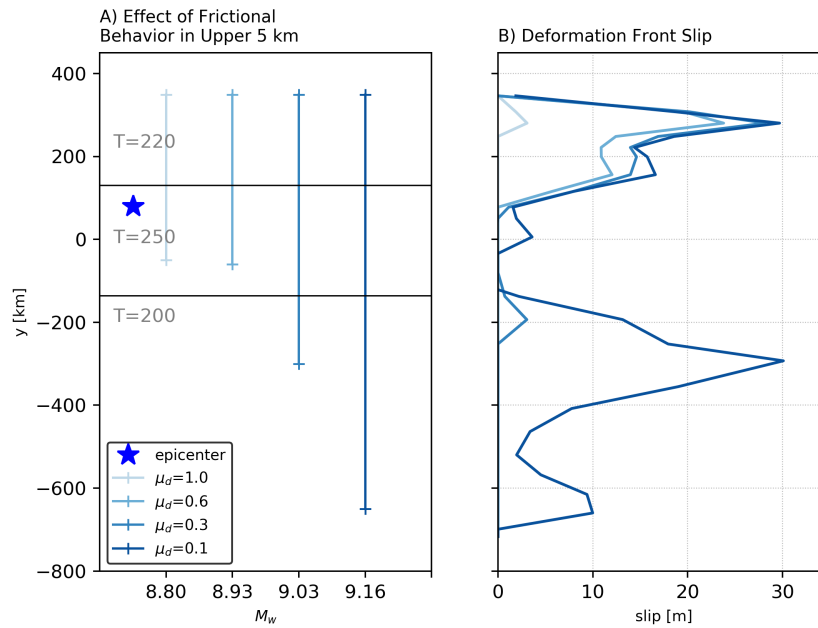 A) Effect of Frictional
Behavior in Upper 5 km
B) Deformation Front Slip
400
200
0
−200
−400
−600
−800
y [km]
T=220
T=250
T=200
epicenter
μd=1.0
μd=0.6
μd=0.3
μd=0.1
8.80
8.93
9.03
9.16
Mw
0
10
20
30
slip [m]